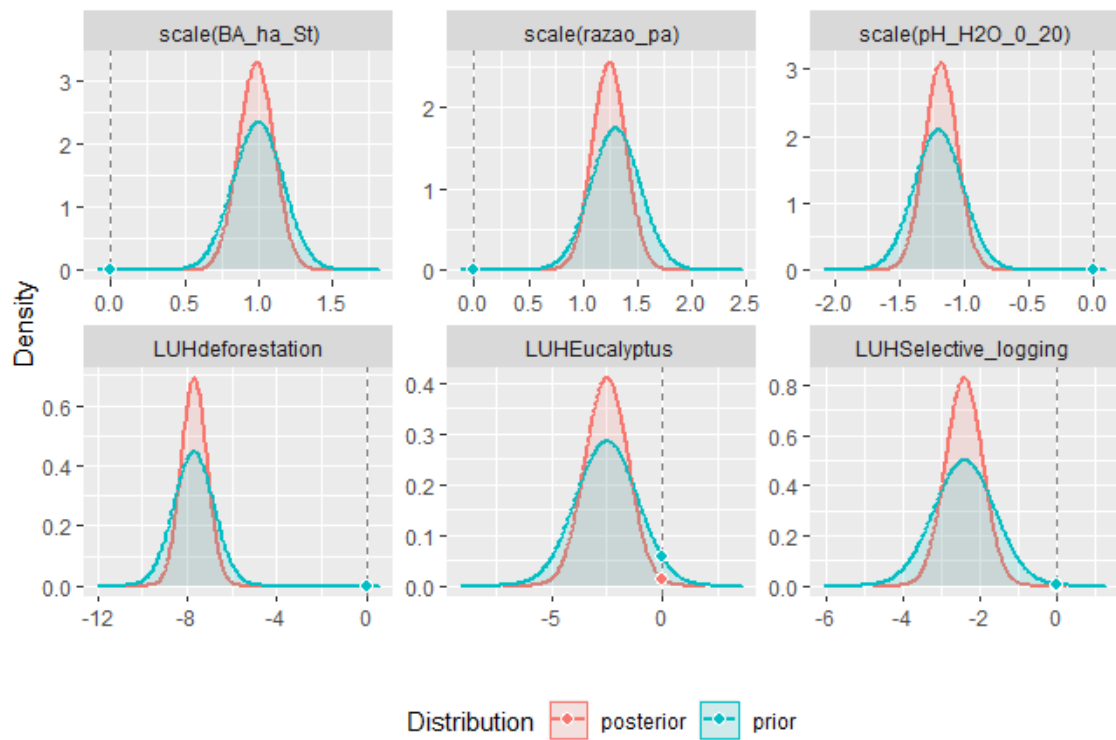 scale(BA_ha_St) scale(razao_pa) scale(pH_H2O_0_20)
3
2
1
0
2
1
0
3
2
1
0
0.0 0.5 1.0 1.5
0.0 0.5 1.0 1.5 2.0 2.5
-2.0 -1.5 -1.0 -0.5 0.0
Density
LUHdeforestation LUHEucalyptus LUHSelective_logging
0.6
0.4
0.2
0.0
0.4
0.3
0.2
0.1
0.0
0.8
0.6
0.4
0.2
0.0
-12 -8 -4 0
-5 0
-6 -4 -2 0
Distribution posterior prior